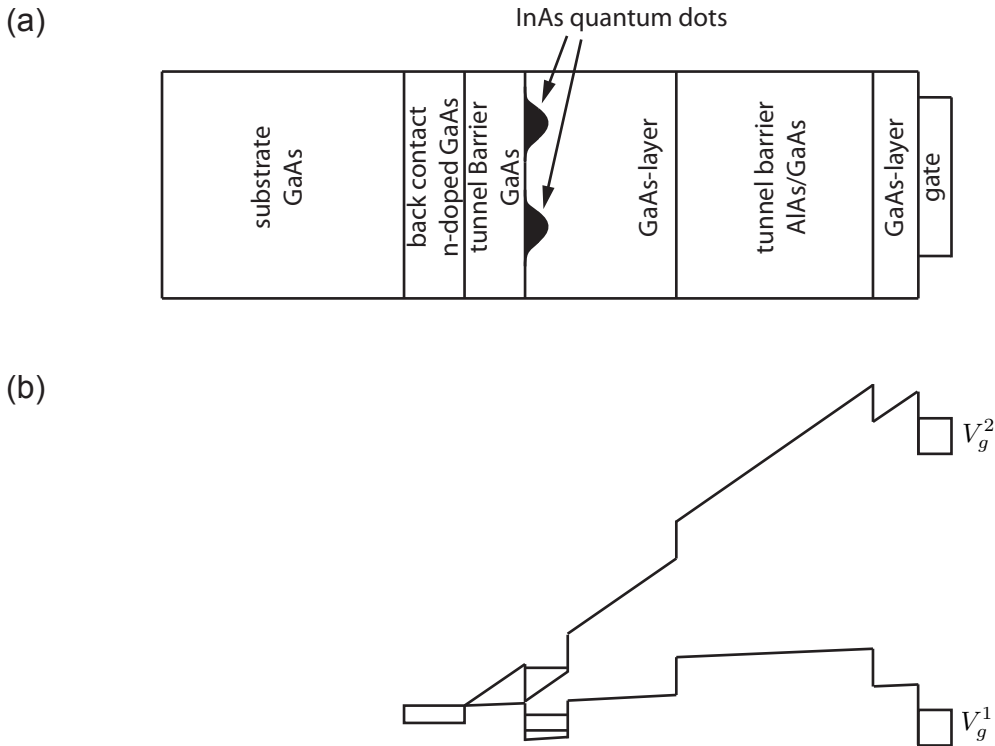 (a)
InAs quantum dots
substrate
GaAs
back contact
n-doped GaAs
tunnel Barrier
GaAs
GaAs-layer
tunnel barrier
AlAs/GaAs
GaAs-layer
gate
(b)
V_g^2
V_g^1